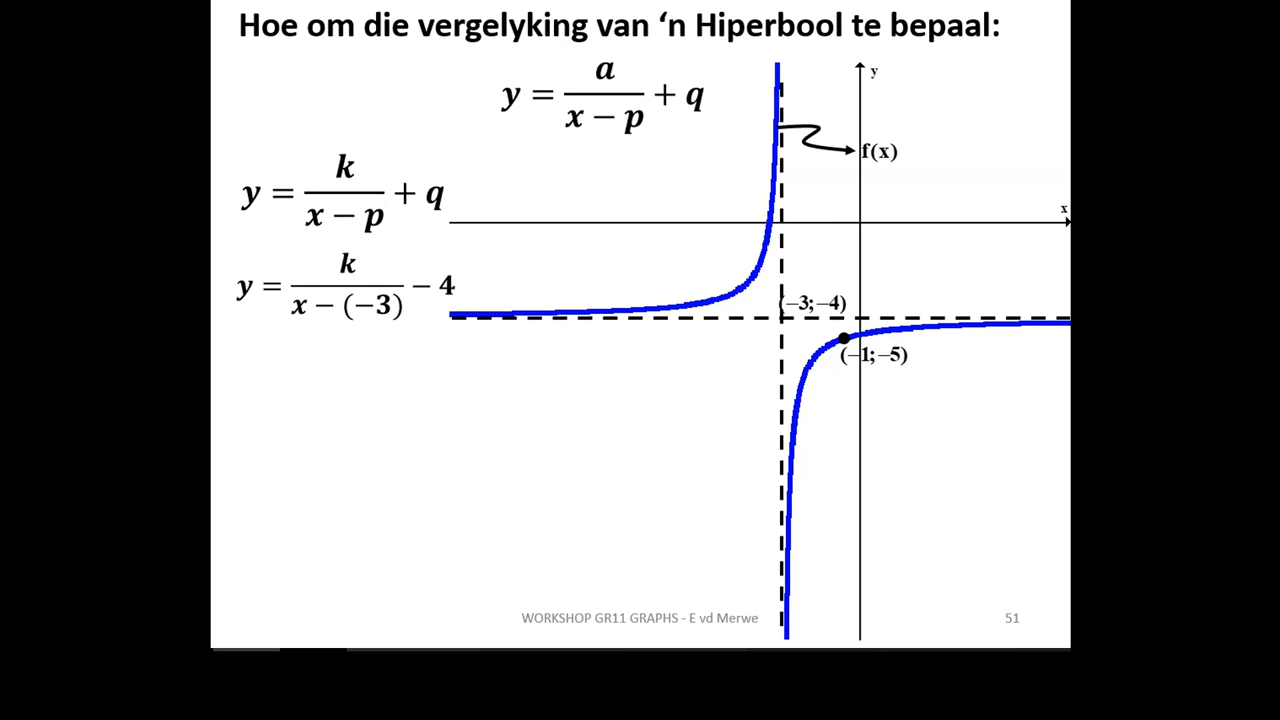 Hoe om die vergelyking van ‘n Hiperbool te bepaal:
y = a/(x − p) + q
y
f(x)
y = k/(x − p) + q
x
y = k/(x − (−3)) − 4
(−3;−4)
(−1;−5)
WORKSHOP GR11 GRAPHS - E vd Merwe
51